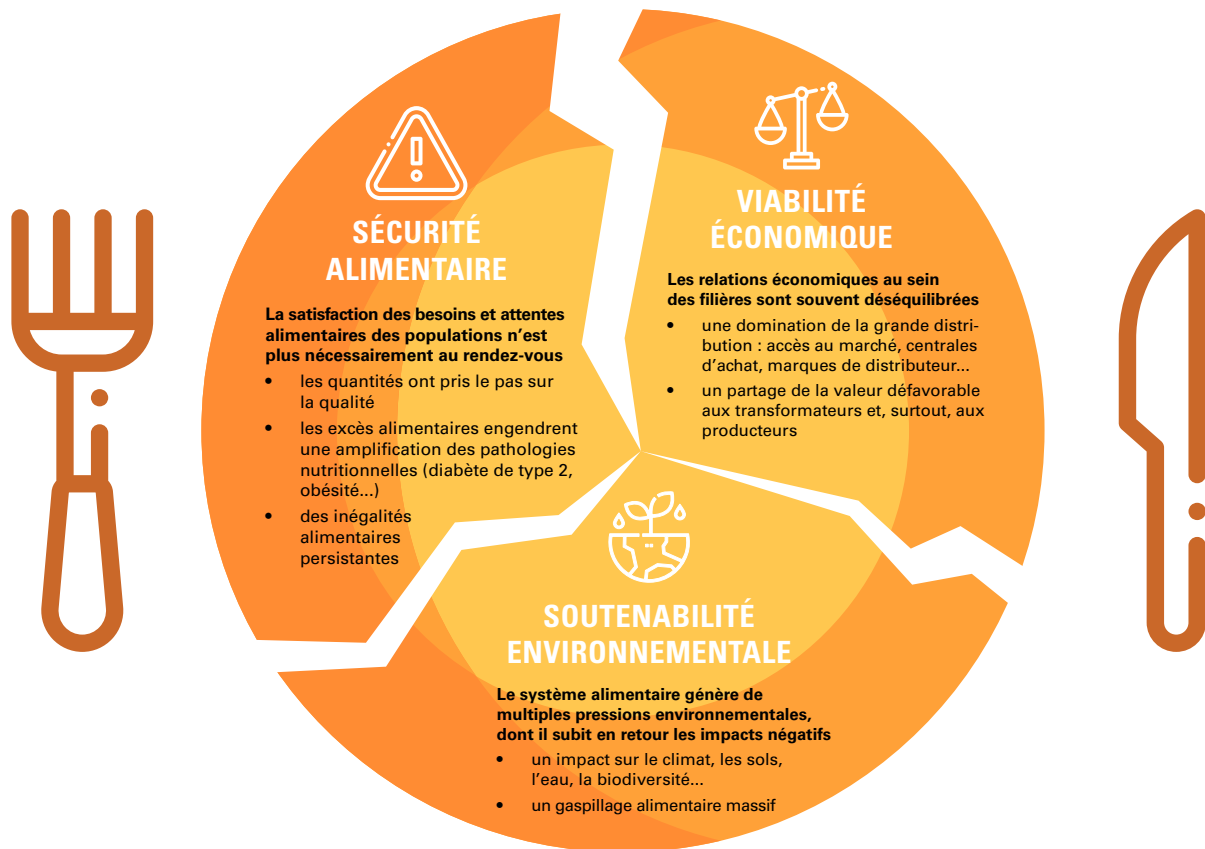 SÉCURITÉ
ALIMENTAIRE
La satisfaction des besoins et attentes
alimentaires des populations n'est
plus nécessairement au rendez-vous
• les quantités ont pris le pas sur
la qualité
• les excès alimentaires engendrent
une amplification des pathologies
nutritionnelles (diabète de type 2,
obésité...)
• des inégalités
alimentaires
persistantes
VIABILITÉ
ÉCONOMIQUE
Les relations économiques au sein
des filières sont souvent déséquilibrées
• une domination de la grande distri-
bution : accès au marché, centrales
d'achat, marques de distributeur...
• un partage de la valeur défavorable
aux transformateurs et, surtout, aux
producteurs
SOUTENABILITÉ
ENVIRONNEMENTALE
Le système alimentaire génère de
multiples pressions environnementales,
dont il subit en retour les impacts négatifs
• un impact sur le climat, les sols,
l'eau, la biodiversité...
• un gaspillage alimentaire massif